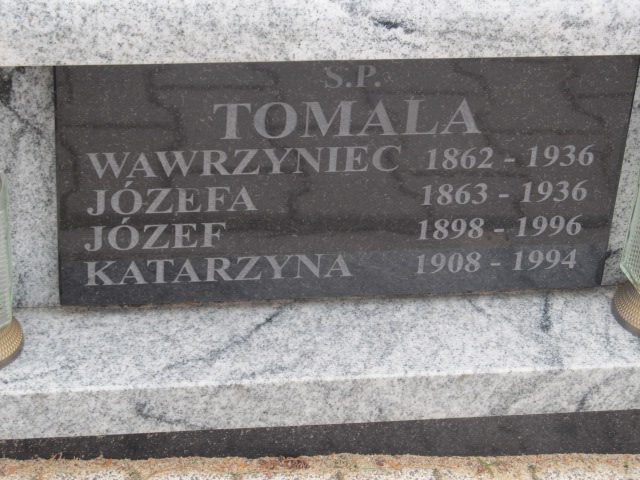 Ś.P.
TOMALA
WAWRZYNIEC 1862 - 1936
JÓZEFA 1863 - 1936
JÓZEF 1898 - 1996
KATARZYNA 1908 - 1994